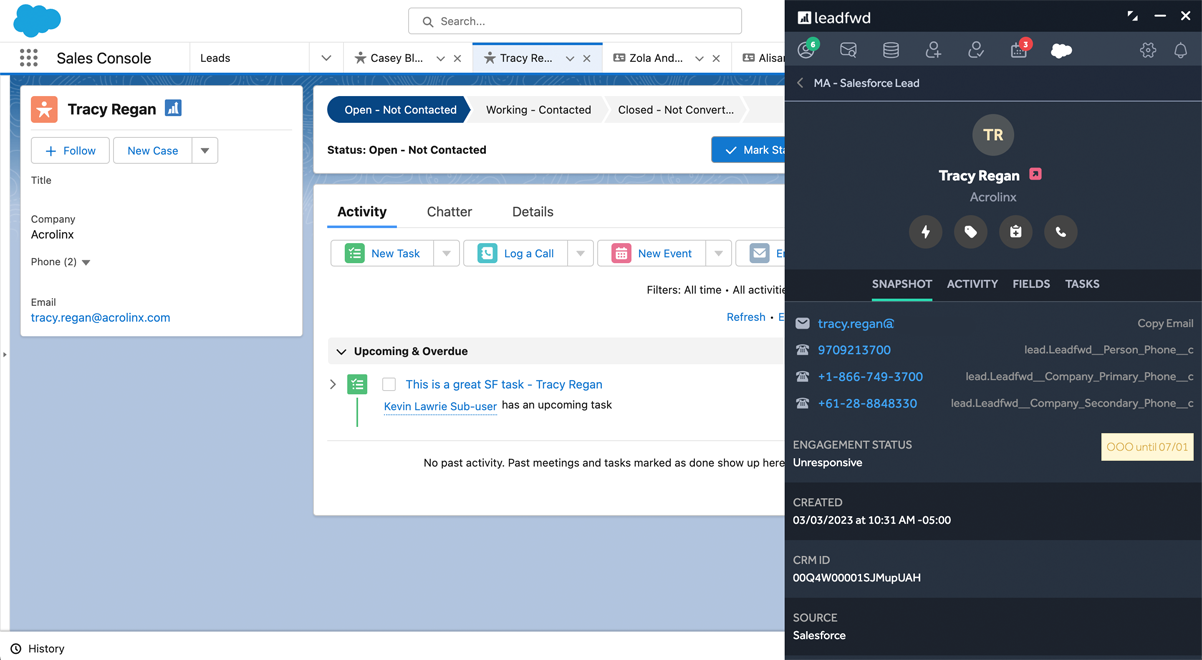 Search...
Sales Console
Leads
Casey Bl...
Tracy Re...
Zola And...
Alisan
Tracy Regan
Follow
New Case
Title
Company
Acrolinx
Phone (2)
Email
tracy.regan@acrolinx.com
Open - Not Contacted
Working - Contacted
Closed - Not Convert...
Status: Open - Not Contacted
Mark Sta
Activity
Chatter
Details
New Task
Log a Call
New Event
Filters: All time • All activitie
Refresh • E
Upcoming & Overdue
This is a great SF task - Tracy Regan
Kevin Lawrie Sub-user has an upcoming task
No past activity. Past meetings and tasks marked as done show up here
History
leadfwd
6
3
MA - Salesforce Lead
TR
Tracy Regan
Acrolinx
SNAPSHOT
ACTIVITY
FIELDS
TASKS
tracy.regan@ Copy Email
9709213700 lead.Leadfwd__Person_Phone__c
+1-866-749-3700 lead.Leadfwd__Company_Primary_Phone__c
+61-28-8848330 lead.Leadfwd__Company_Secondary_Phone__c
ENGAGEMENT STATUS
Unresponsive
OOO until 07/01
CREATED
03/03/2023 at 10:31 AM -05:00
CRM ID
00Q4W00001SJMupUAH
SOURCE
Salesforce